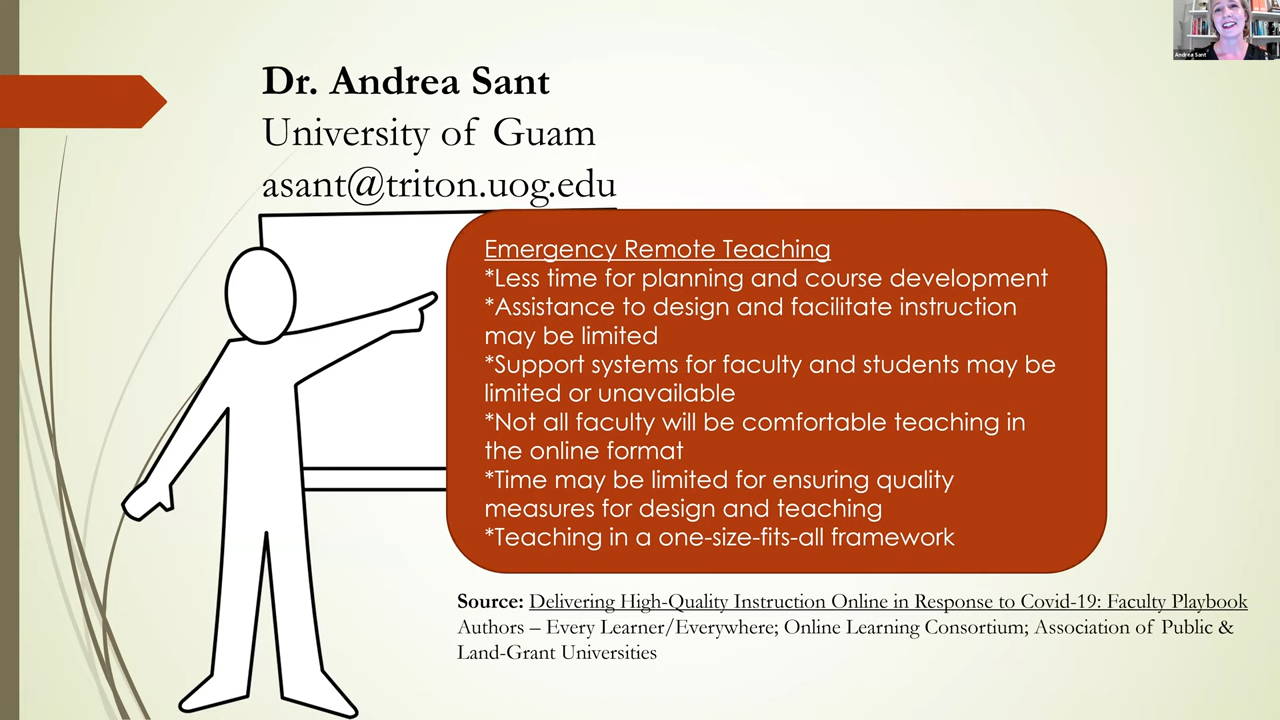 Dr. Andrea Sant
University of Guam
asant@triton.uog.edu
Emergency Remote Teaching
*Less time for planning and course development
*Assistance to design and facilitate instruction
may be limited
*Support systems for faculty and students may be
limited or unavailable
*Not all faculty will be comfortable teaching in
the online format
*Time may be limited for ensuring quality
measures for design and teaching
*Teaching in a one-size-fits-all framework
Source: Delivering High-Quality Instruction Online in Response to Covid-19: Faculty Playbook
Authors – Every Learner/Everywhere; Online Learning Consortium; Association of Public &
Land-Grant Universities
Andrea Sant